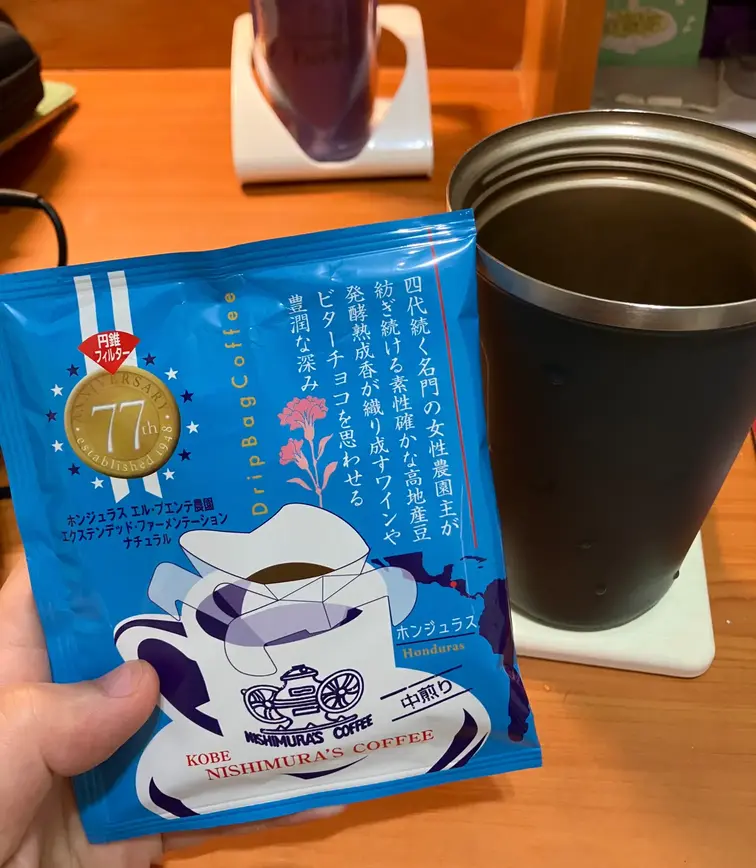 四代続く名門の女性農園主が
紡ぎ続ける素性確かな高地産豆
発酵熟成香が織り成すワインや
ビターチョコを思わせる
豊潤な深み
DripBagCoffee
円錐
フィルター
ANNIVERSARY
77th
established 1948
ホンジュラス エル・プエンテ農園
エクステンデッド・ファーメンテーション
ナチュラル
ホンジュラス
Honduras
中煎り
NISHIMURA'S COFFEE
KOBE
NISHIMURA'S COFFEE